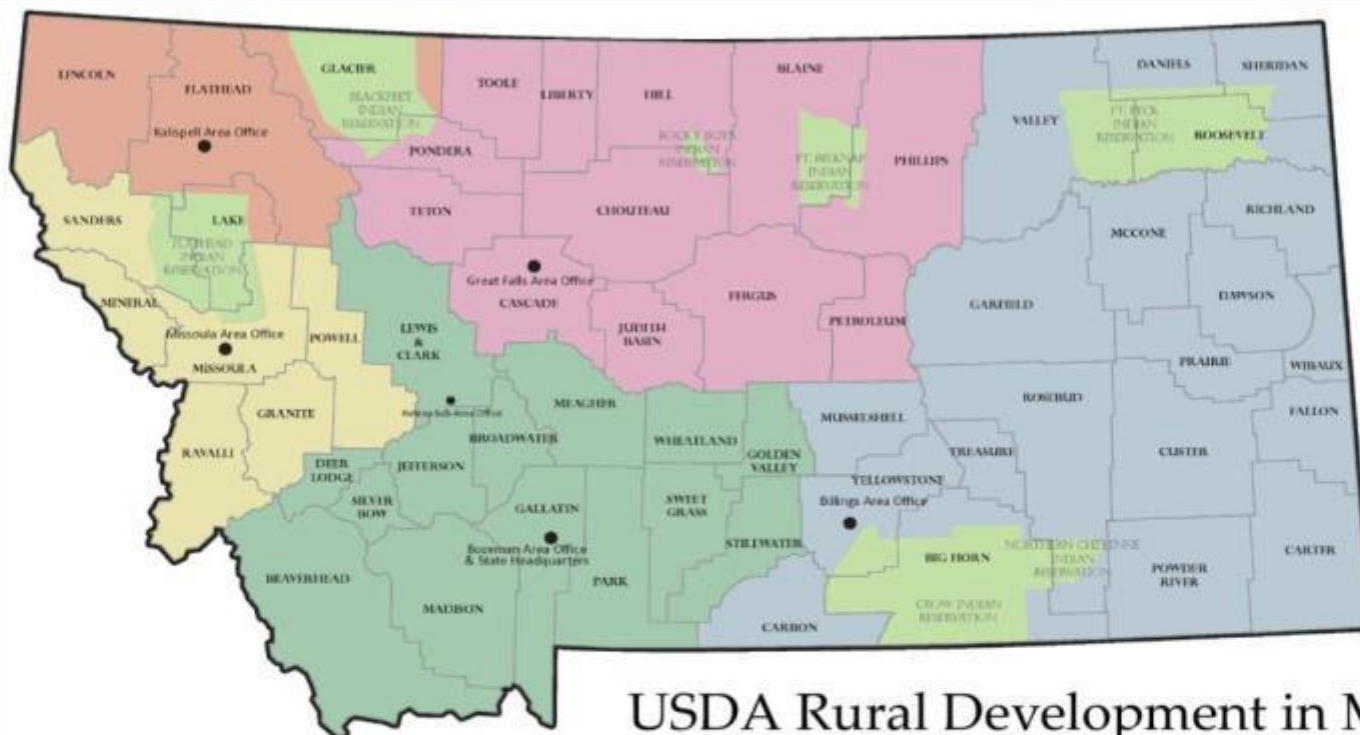 LINCOLN
FLATHEAD
Kalispell Area Office
GLACIER
BLACKFEET
INDIAN
RESERVATION
TOOLE
LIBERTY
HILL
BLAINE
PHILLIPS
VALLEY
DANIELS
SHERIDAN
FT. PECK
INDIAN
RESERVATION
ROOSEVELT
PONDERA
ROCKY BOYS
INDIAN
RESERVATION
FT. BELKNAP
INDIAN
RESERVATION
SANDERS
LAKE
FLATHEAD
INDIAN
RESERVATION
TETON
CHOUTEAU
RICHLAND
MCCONE
Great Falls Area Office
CASCADE
JUDITH
BASIN
FERGUS
PETROLEUM
GARFIELD
DAWSON
MINERAL
Missoula Area Office
MISSOULA
POWELL
LEWIS
&
CLARK
PRAIRIE
WIBAUX
RAVALLI
GRANITE
Helena Sub-Area Office
MEAGHER
BROADWATER
WHEATLAND
GOLDEN
VALLEY
MUSSELSHELL
ROSEBUD
TREASURE
CUSTER
FALLON
DEER
LODGE
JEFFERSON
SILVER
BOW
GALLATIN
Bozeman Area Office
& State Headquarters
SWEET
GRASS
STILLWATER
YELLOWSTONE
Billings Area Office
BEAVERHEAD
MADISON
PARK
CARBON
BIG HORN
CROW INDIAN
RESERVATION
NORTHERN CHEYENNE
INDIAN
RESERVATION
POWDER
RIVER
CARTER
USDA Rural Development in M